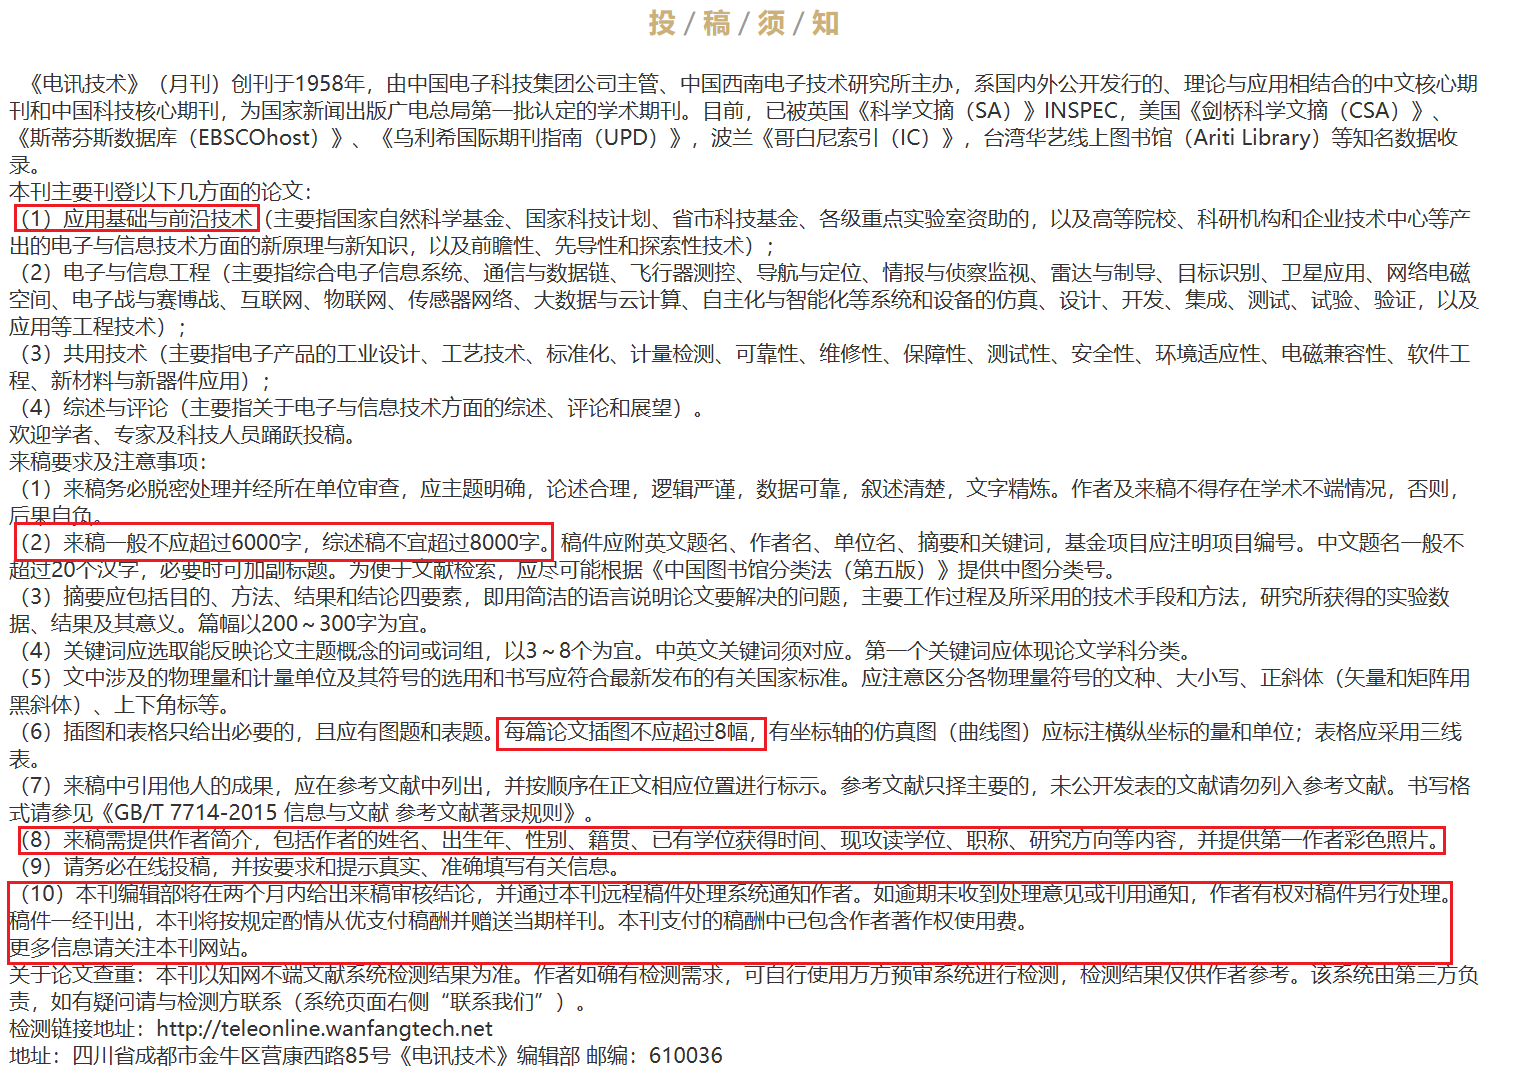 投/稿/须/知
《电讯技术》（月刊）创刊于1958年，由中国电子科技集团公司主管、中国西南电子技术研究所主办，系国内外公开发行的、理论与应用相结合的中文核心期
刊和中国科技核心期刊，为国家新闻出版广电总局第一批认定的学术期刊。目前，已被英国《科学文摘（SA）》INSPEC，美国《剑桥科学文摘（CSA）》、
《斯蒂芬斯数据库（EBSCOhost）》、《乌利希国际期刊指南（UPD）》，波兰《哥白尼索引（IC）》，台湾华艺线上图书馆（Ariti Library）等知名数据收
录。
本刊主要刊登以下几方面的论文：
（1）应用基础与前沿技术（主要指国家自然科学基金、国家科技计划、省市科技基金、各级重点实验室资助的，以及高等院校、科研机构和企业技术中心等产
出的电子与信息技术方面的新原理与新知识，以及前瞻性、先导性和探索性技术）；
（2）电子与信息工程（主要指综合电子信息系统、通信与数据链、飞行器测控、导航与定位、情报与侦察监视、雷达与制导、目标识别、卫星应用、网络电磁
空间、电子战与赛博战、互联网、物联网、传感器网络、大数据与云计算、自主化与智能化等系统和设备的仿真、设计、开发、集成、测试、试验、验证，以及
应用等工程技术）；
（3）共用技术（主要指电子产品的工业设计、工艺技术、标准化、计量检测、可靠性、维修性、保障性、测试性、安全性、环境适应性、电磁兼容性、软件工
程、新材料与新器件应用）；
（4）综述与评论（主要指关于电子与信息技术方面的综述、评论和展望）。
欢迎学者、专家及科技人员踊跃投稿。
来稿要求及注意事项：
（1）来稿务必脱密处理并经所在单位审查，应主题明确，论述合理，逻辑严谨，数据可靠，叙述清楚，文字精炼。作者及来稿不得存在学术不端情况，否则，
后果自负。
（2）来稿一般不应超过6000字，综述稿不宜超过8000字。稿件应附英文题名、作者名、单位名、摘要和关键词，基金项目应注明项目编号。中文题名一般不
超过20个汉字，必要时可加副标题。为便于文献检索，应尽可能根据《中国图书馆分类法（第五版）》提供中图分类号。
（3）摘要应包括目的、方法、结果和结论四要素，即用简洁的语言说明论文要解决的问题，主要工作过程及所采用的技术手段和方法，研究所获得的实验数
据、结果及其意义。篇幅以200～300字为宜。
（4）关键词应选取能反映论文主题概念的词或词组，以3～8个为宜。中英文关键词须对应。第一个关键词应体现论文学科分类。
（5）文中涉及的物理量和计量单位及其符号的选用和书写应符合最新发布的有关国家标准。应注意区分各物理量符号的文种、大小写、正斜体（矢量和矩阵用
黑斜体）、上下角标等。
（6）插图和表格只给出必要的，且应有图题和表题。每篇论文插图不应超过8幅，有坐标轴的仿真图（曲线图）应标注横纵坐标的量和单位；表格应采用三线
表。
（7）来稿中引用他人的成果，应在参考文献中列出，并按顺序在正文相应位置进行标示。参考文献只择主要的，未公开发表的文献请勿列入参考文献。书写格
式请参见《GB/T 7714-2015 信息与文献 参考文献著录规则》。
（8）来稿需提供作者简介，包括作者的姓名、出生年、性别、籍贯、已有学位获得时间、现攻读学位、职称、研究方向等内容，并提供第一作者彩色照片。
（9）请务必在线投稿，并按要求和提示真实、准确填写有关信息。
（10）本刊编辑部将在两个月内给出来稿审核结论，并通过本刊远程稿件处理系统通知作者。如逾期未收到处理意见或刊用通知，作者有权对稿件另行处理。
稿件一经刊出，本刊将按规定酌情从优支付稿酬并赠送当期样刊。本刊支付的稿酬中已包含作者著作权使用费。
更多信息请关注本刊网站。
关于论文查重：本刊以知网不端文献系统检测结果为准。作者如确有检测需求，可自行使用万方预审系统进行检测，检测结果仅供作者参考。该系统由第三方负
责，如有疑问请与检测方联系（系统页面右侧“联系我们”）。
检测链接地址：http://teleonline.wanfangtech.net
地址：四川省成都市金牛区营康西路85号《电讯技术》编辑部 邮编：610036